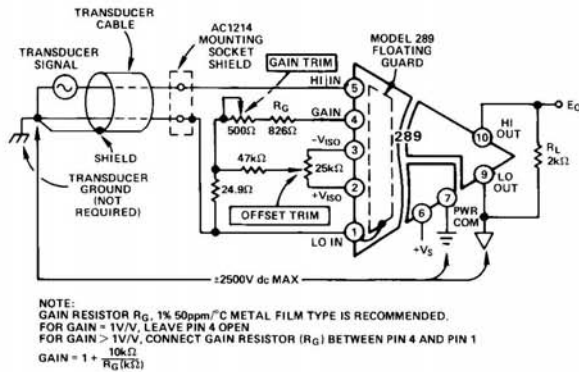 TRANSDUCER
CABLE
TRANSDUCER
SIGNAL
AC1214
MOUNTING
SOCKET
SHIELD
GAIN TRIM
MODEL 289
FLOATING
GUARD
HI IN
5
RG
GAIN
4
500Ω
826Ω
-VISO
3
289
47kΩ
25kΩ
2
+VISO
24.9Ω
OFFSET TRIM
LO IN
1
SHIELD
TRANSDUCER
GROUND
(NOT
REQUIRED)
HI
OUT
10
LO
OUT
9
RL
2kΩ
6
7
PWR
COM
+VS
±2500V dc MAX
NOTE:
GAIN RESISTOR RG, 1% 50ppm/°C METAL FILM TYPE IS RECOMMENDED.
FOR GAIN = 1V/V, LEAVE PIN 4 OPEN
FOR GAIN > 1V/V, CONNECT GAIN RESISTOR (RG) BETWEEN PIN 4 AND PIN 1
GAIN = 1 + 10kΩ / RG(kΩ)